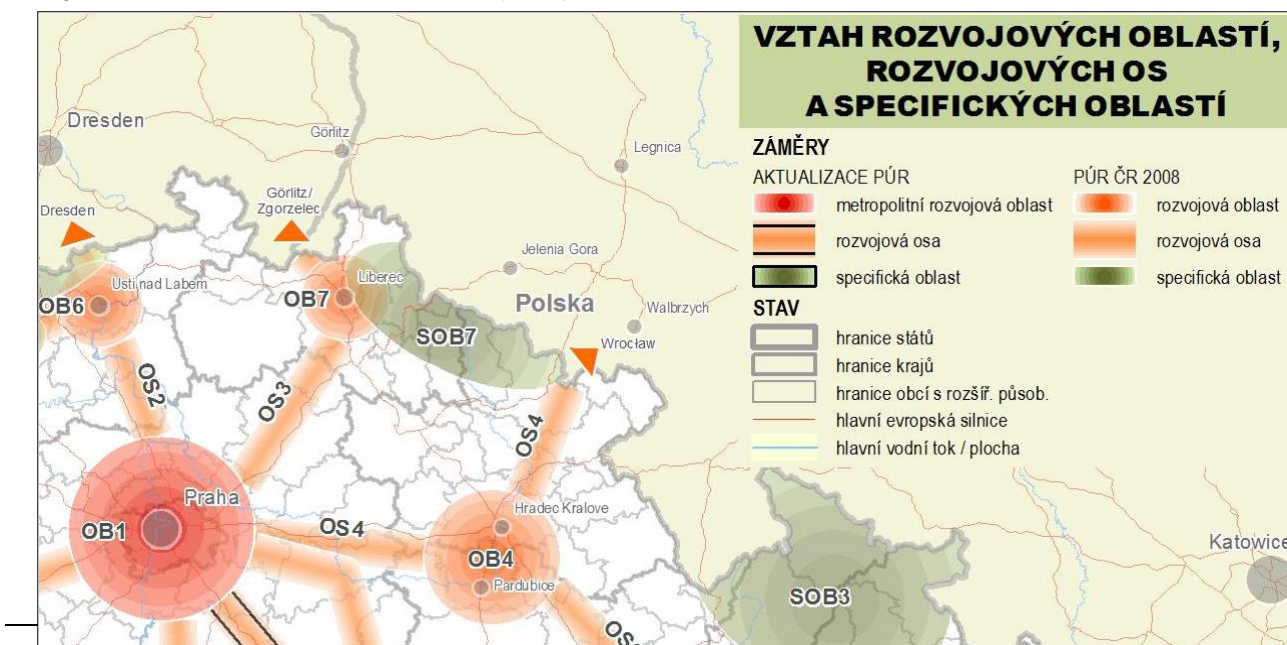 VZTAH ROZVOJOVÝCH OBLASTÍ,
ROZVOJOVÝCH OS
A SPECIFICKÝCH OBLASTÍ
ZÁMĚRY
AKTUALIZACE PÚR
PÚR ČR 2008
metropolitní rozvojová oblast
rozvojová oblast
rozvojová osa
rozvojová osa
specifická oblast
specifická oblast
STAV
hranice států
hranice krajů
hranice obcí s rozšíř. působ.
hlavní evropská silnice
hlavní vodní tok / plocha
Dresden
Görlitz
Legnica
Görlitz/
Zgorzelec
Dresden
Jelenia Gora
Liberec
Usti nad Labem
OB6
OB7
Polska
Walbrzych
SOB7
Wrocław
OS2
OS3
OS4
Praha
OB1
OS4
Hradec Kralove
OB4
Pardubice
Katowice
SOB3